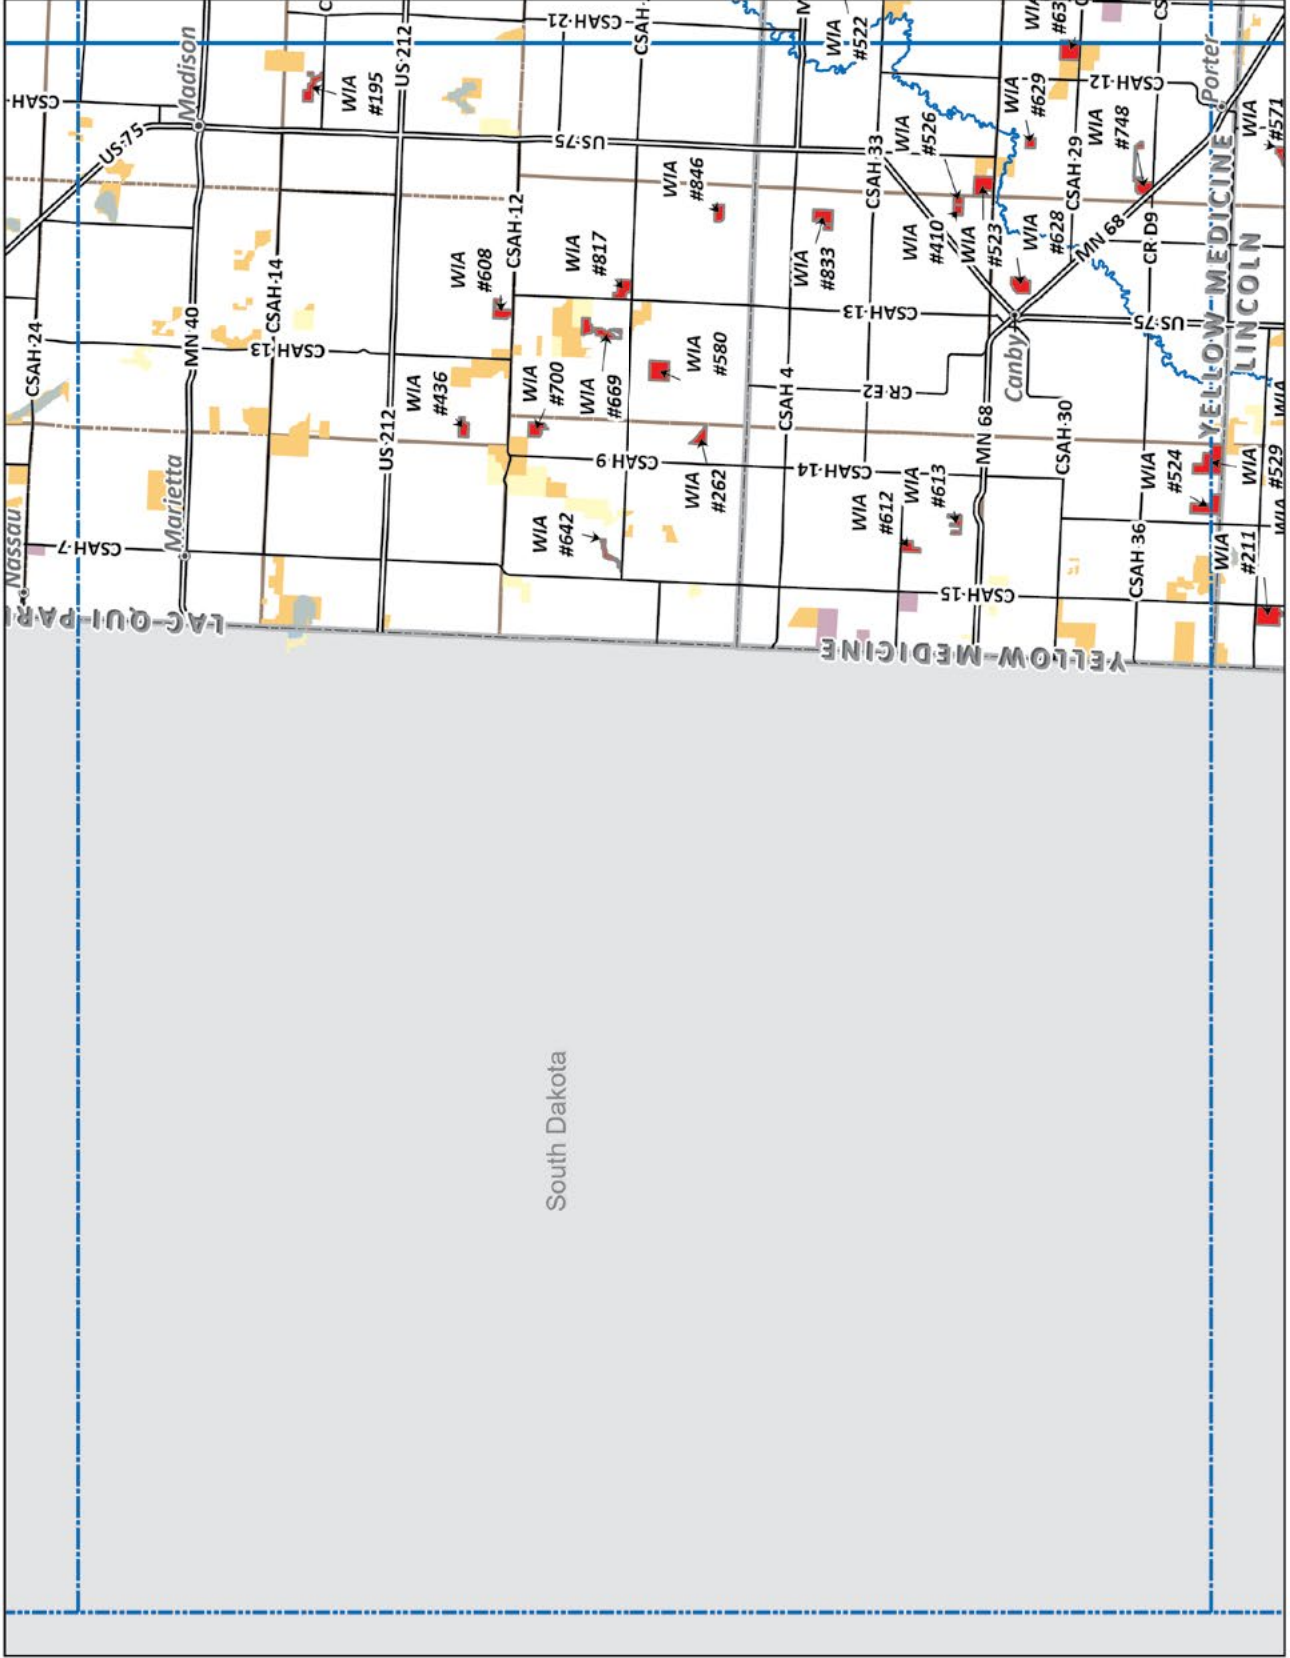 CSAH-
US-75
Madison
WIA
#195
US 212
CSAH-21
CSAH-
WIA
#522
WIA
#63
CSAH-12
Porter
WIA
#629
WIA
#526
CSAH-33
CSAH-29
WIA
#748
WIA
#571
US-75
WIA
#846
WIA
#833
WIA
#410
WIA
#523
WIA
#628
MN 68
CR-D9
YELLOW MEDICINE
LINCOLN
CSAH-12
WIA
#608
WIA
#817
CSAH-13
US-75
CSAH-24
MN 40
CSAH-14
CSAH-13
WIA
#580
CSAH 4
CR-E2
Canby
WIA
#436
WIA
#700
WIA
#669
WIA
US-212
CSAH-9
WIA
#262
CSAH-14
MN 68
CSAH-30
WIA
#613
WIA
#612
WIA
#524
WIA
#529
WIA
Marietta
Nassau
CSAH-7
WIA
#642
CSAH-36
WIA
#211
CSAH-15
LAC QUI PARL
YELLOW MEDICINE
South Dakota